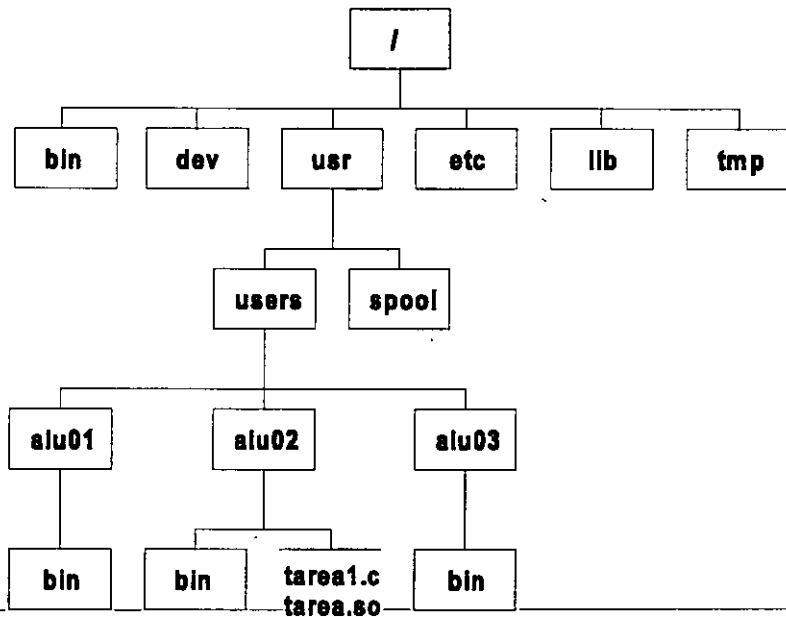 /
bin dev usr etc lib tmp
users spool
alu01 alu02 alu03
bin bin tarea1.c bin
tarea.so